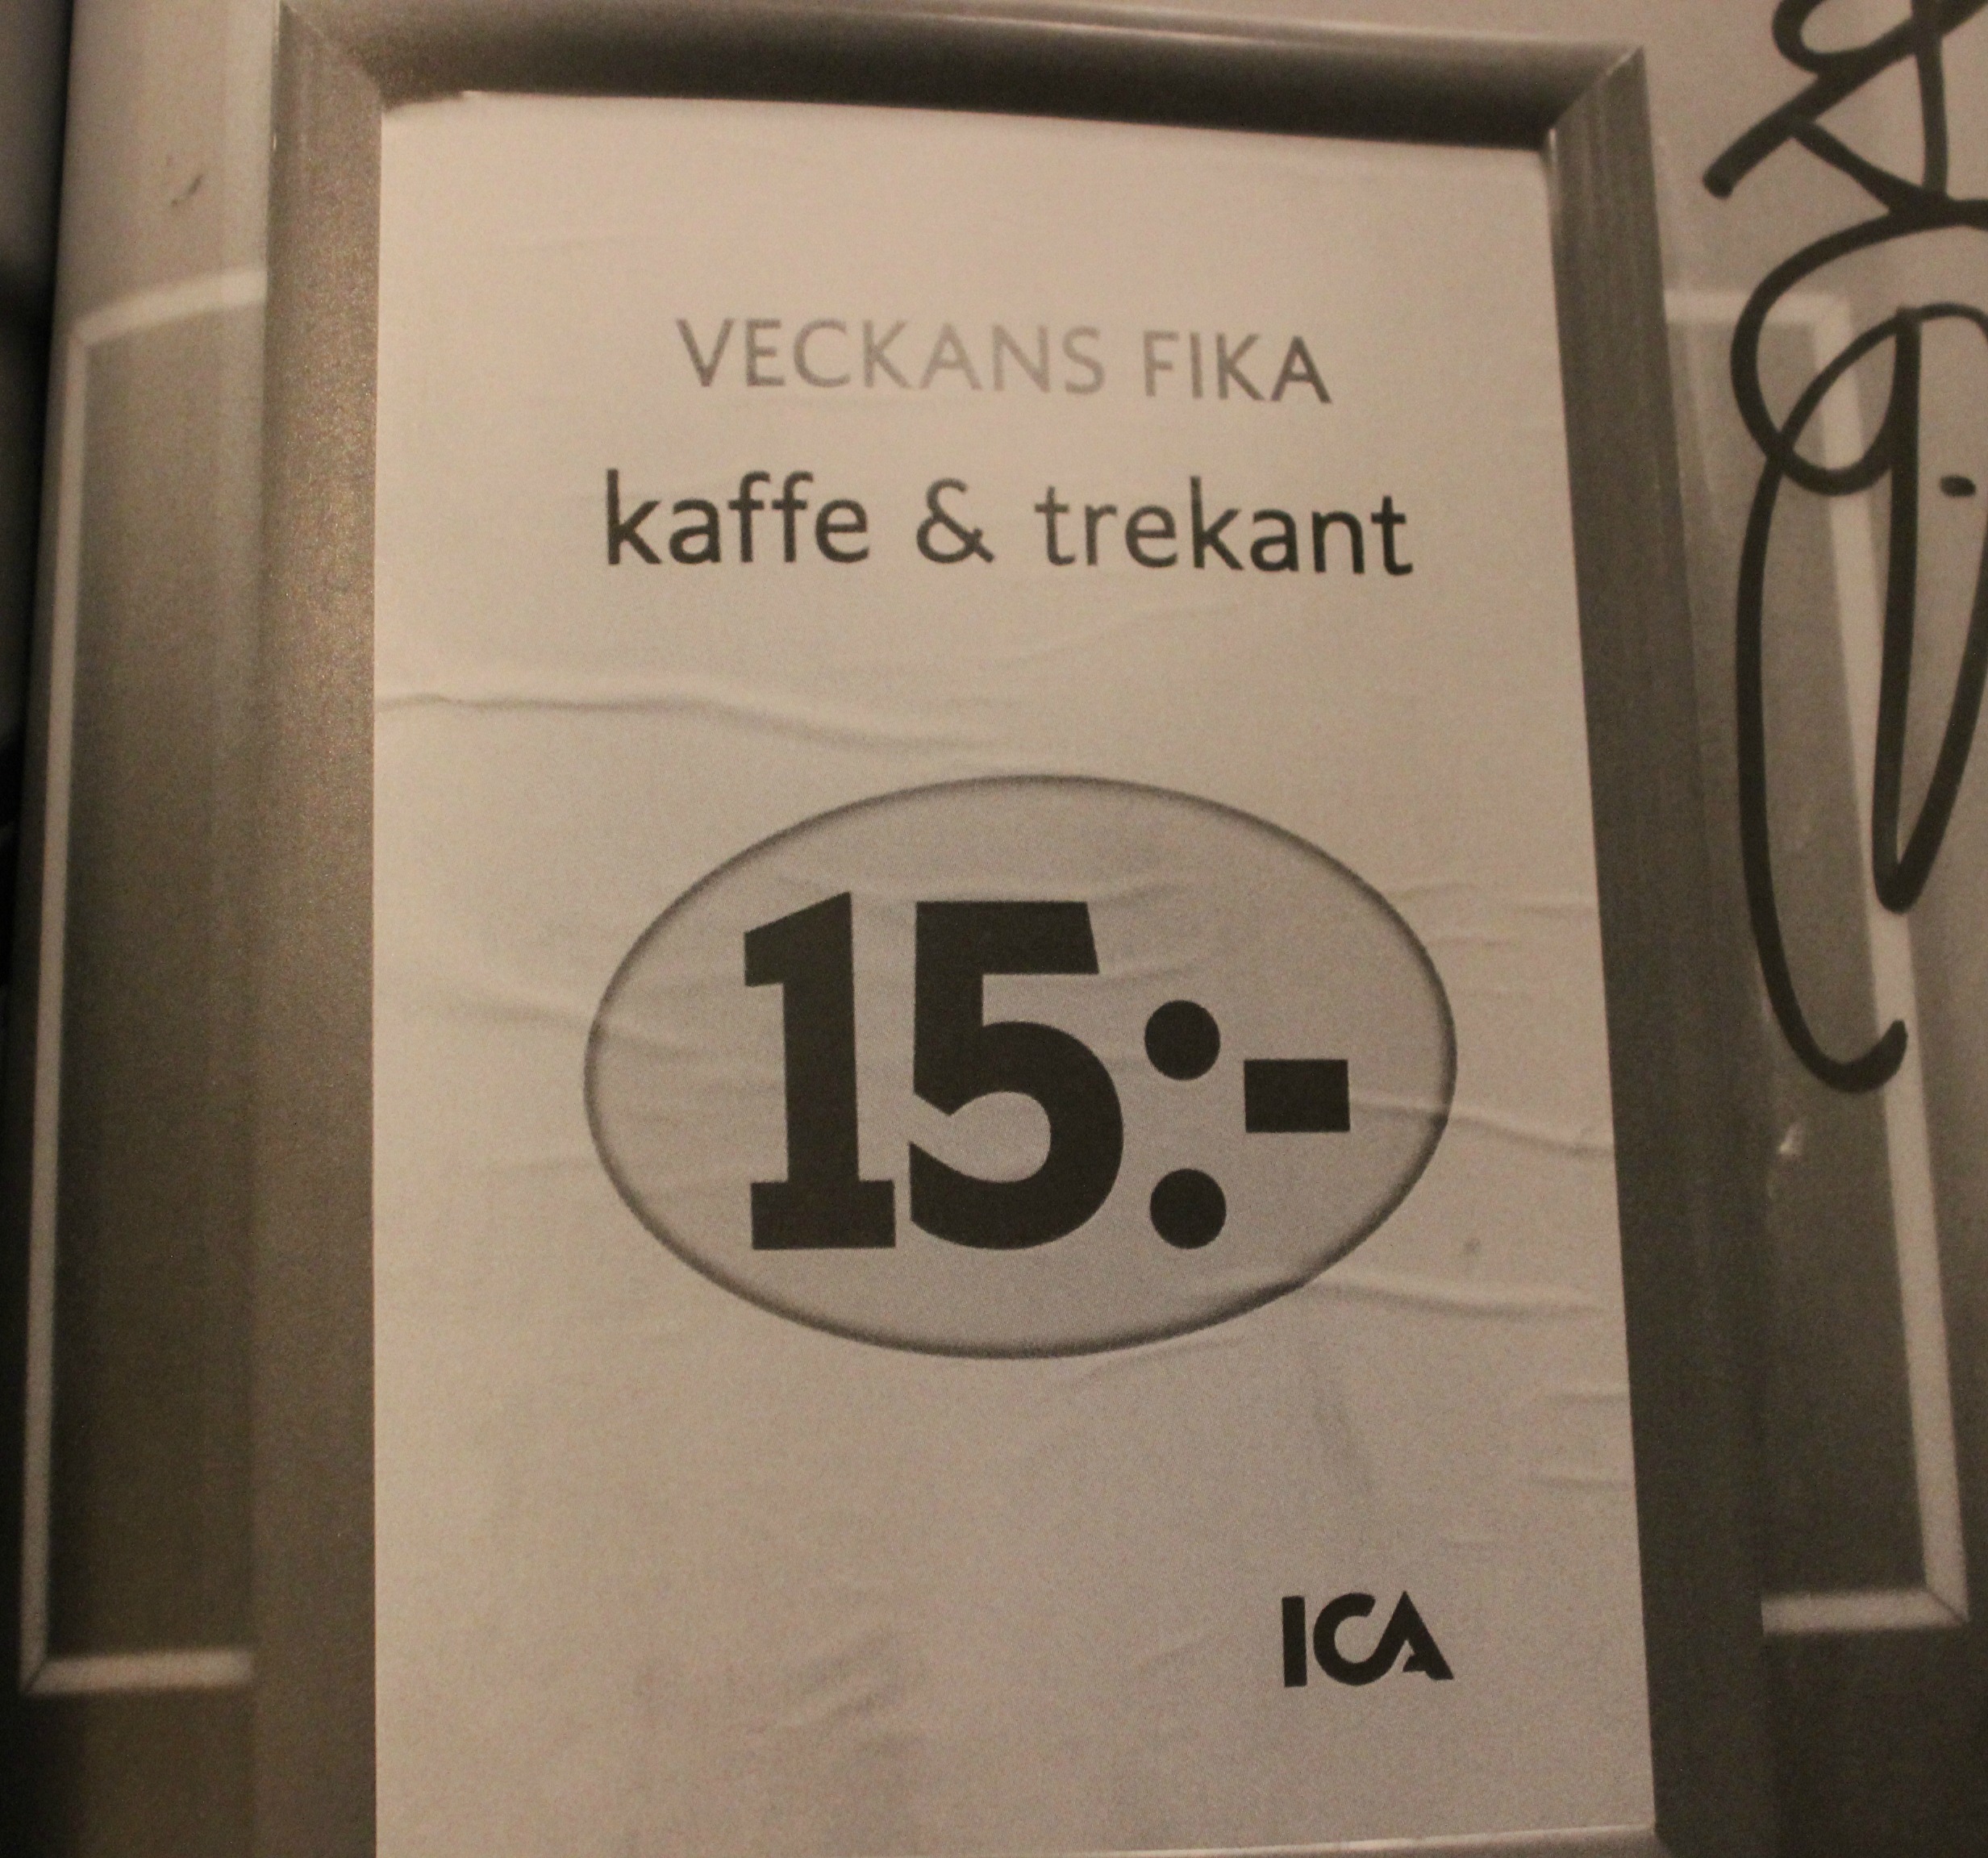 VECKANS FIKA
kaffe & trekant
15:-
ICA